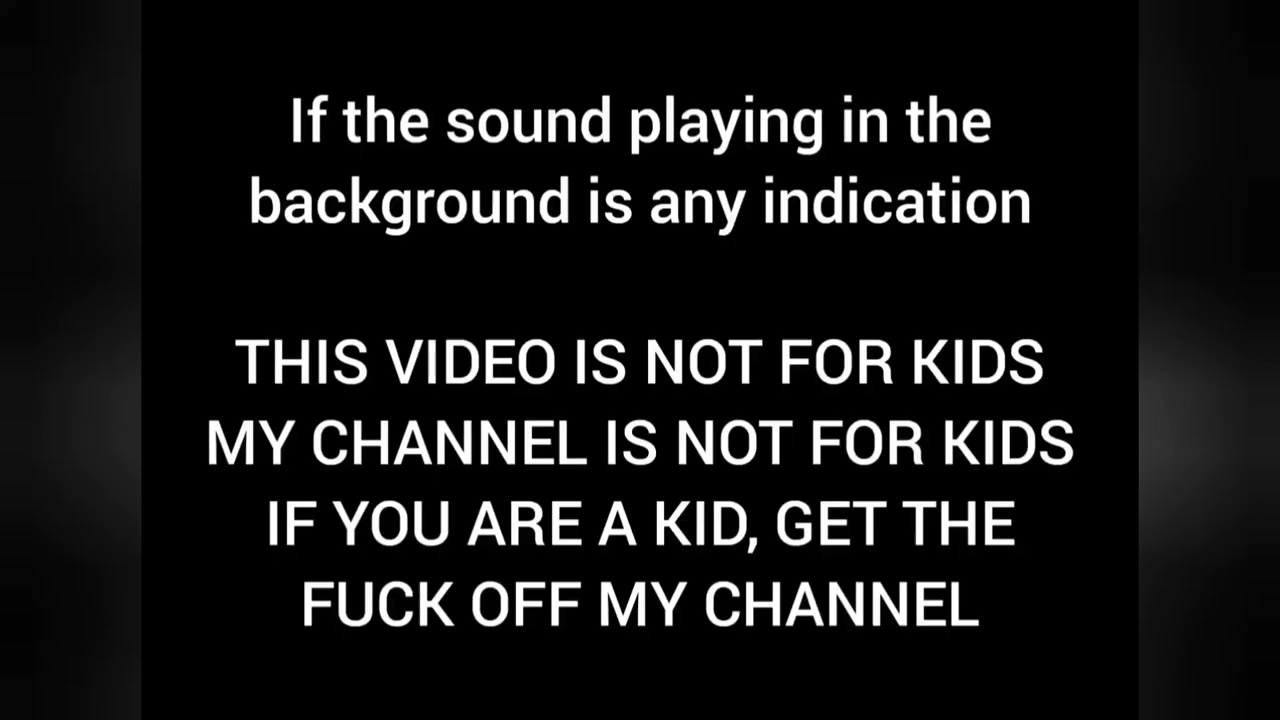 If the sound playing in the
background is any indication
THIS VIDEO IS NOT FOR KIDS
MY CHANNEL IS NOT FOR KIDS
IF YOU ARE A KID, GET THE
FUCK OFF MY CHANNEL